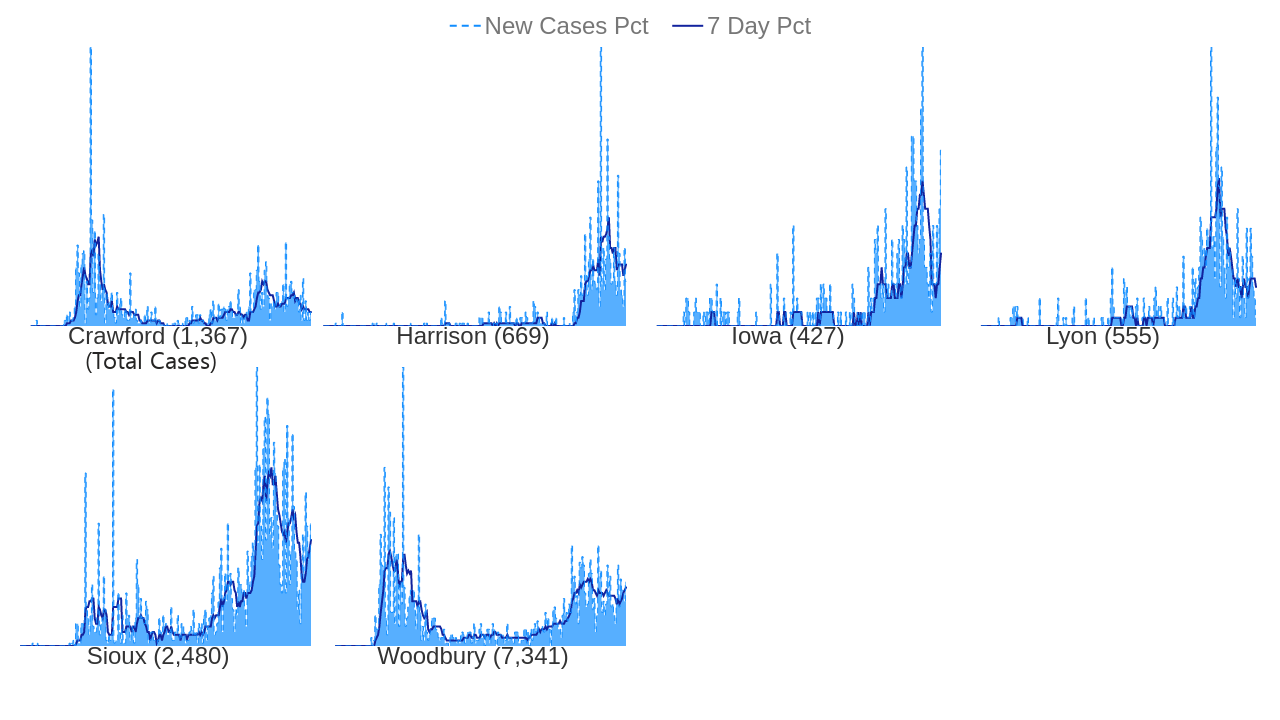 New Cases Pct 7 Day Pct
Crawford (1,367) Harrison (669) Iowa (427) Lyon (555)
(Total Cases)
Sioux (2,480) Woodbury (7,341)